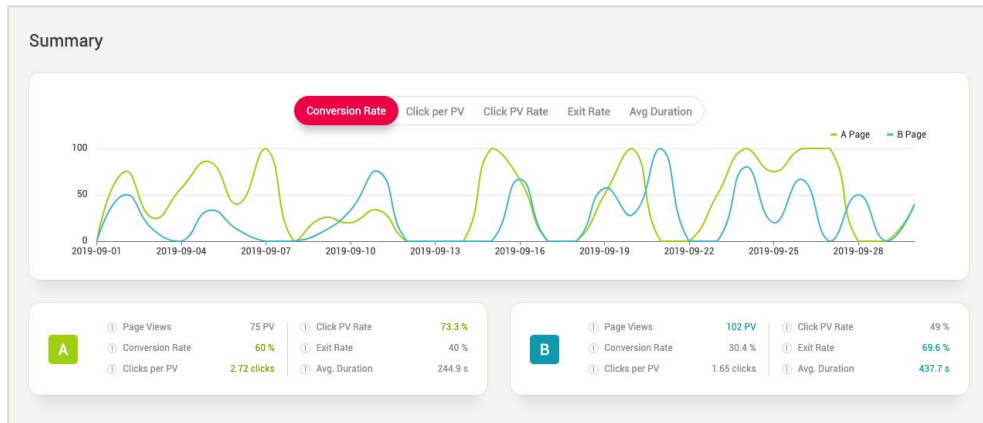 Summary
Conversion Rate Click per PV Click PV Rate Exit Rate Avg Duration
A Page B Page
100
50
0
2019-09-01 2019-09-04 2019-09-07 2019-09-10 2019-09-13 2019-09-16 2019-09-19 2019-09-22 2019-09-25 2019-09-28
A
Page Views 75 PV
Conversion Rate 60 %
Clicks per PV 2.72 clicks
Click PV Rate 73.3 %
Exit Rate 40 %
Avg. Duration 244.9 s
B
Page Views 102 PV
Conversion Rate 30.4 %
Clicks per PV 1.65 clicks
Click PV Rate 49 %
Exit Rate 69.6 %
Avg. Duration 437.7 s